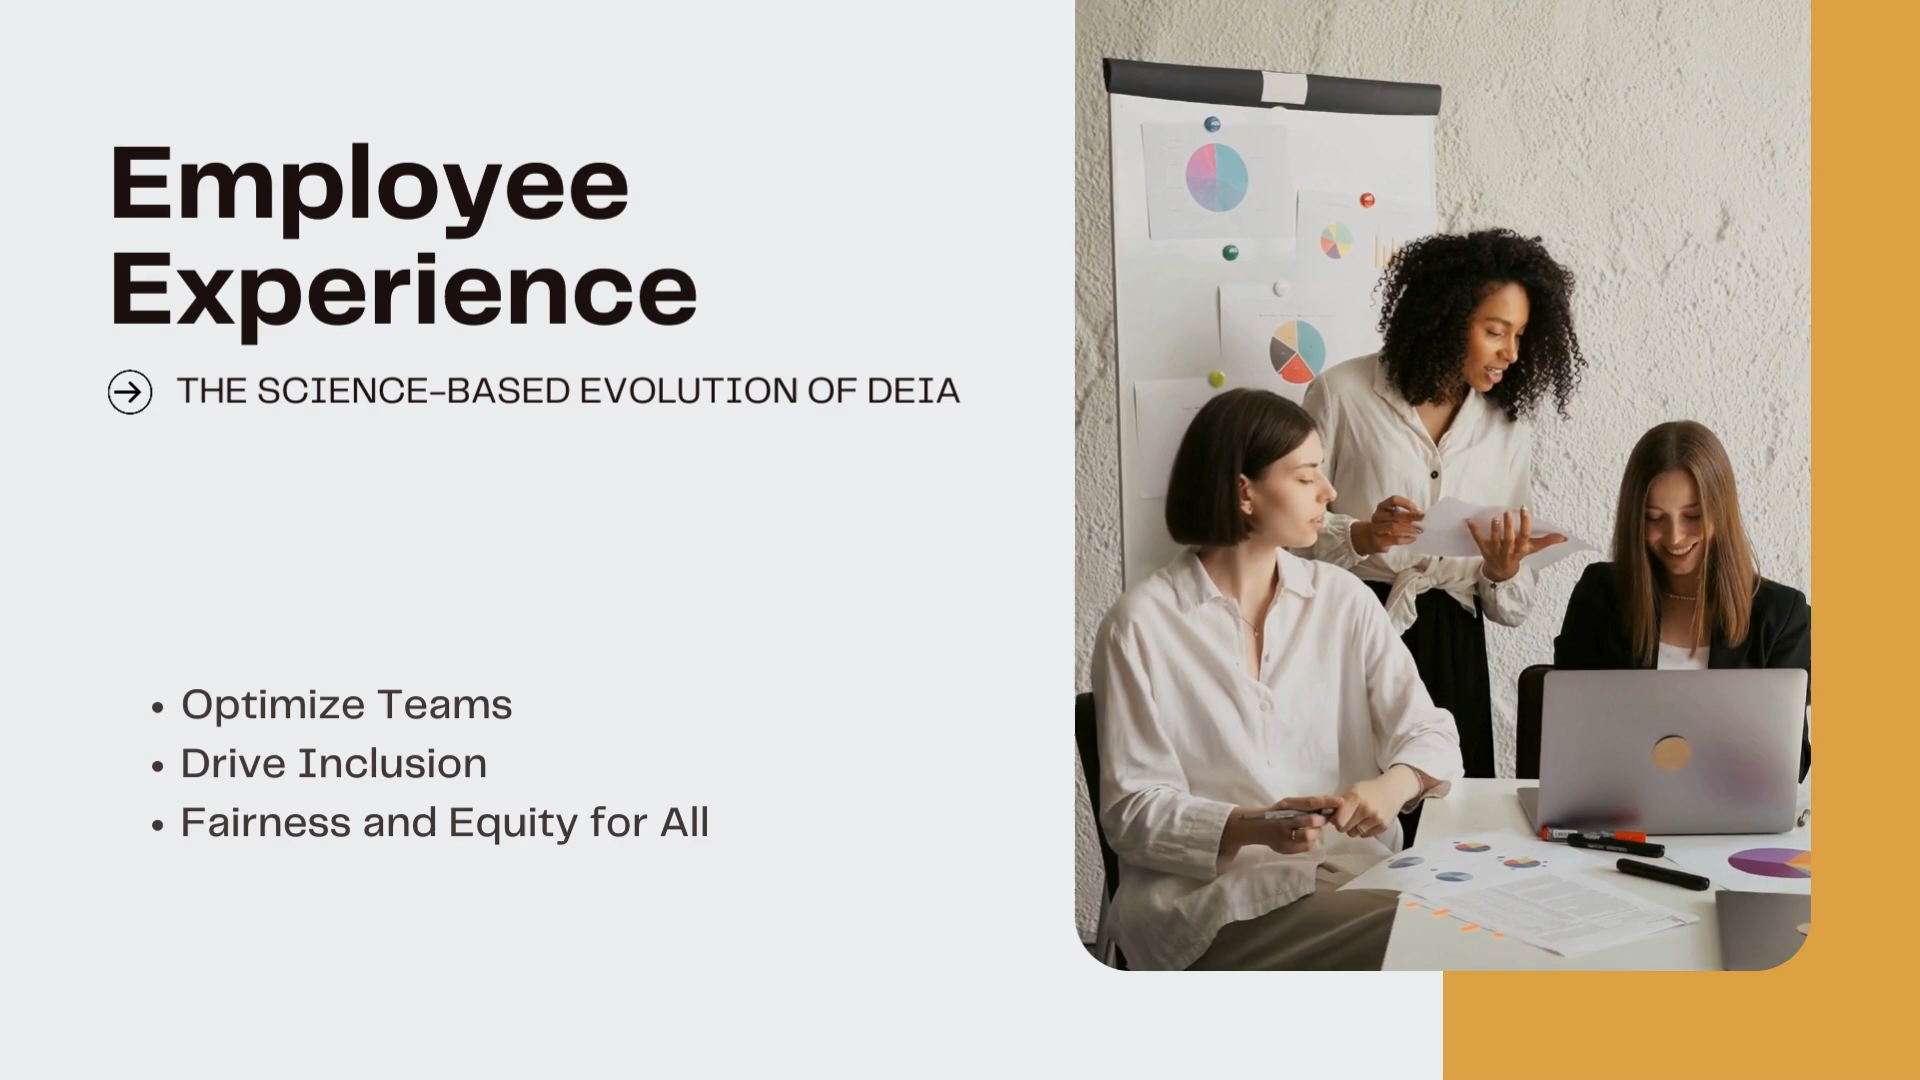 Employee
Experience
THE SCIENCE-BASED EVOLUTION OF DEIA
• Optimize Teams
• Drive Inclusion
• Fairness and Equity for All